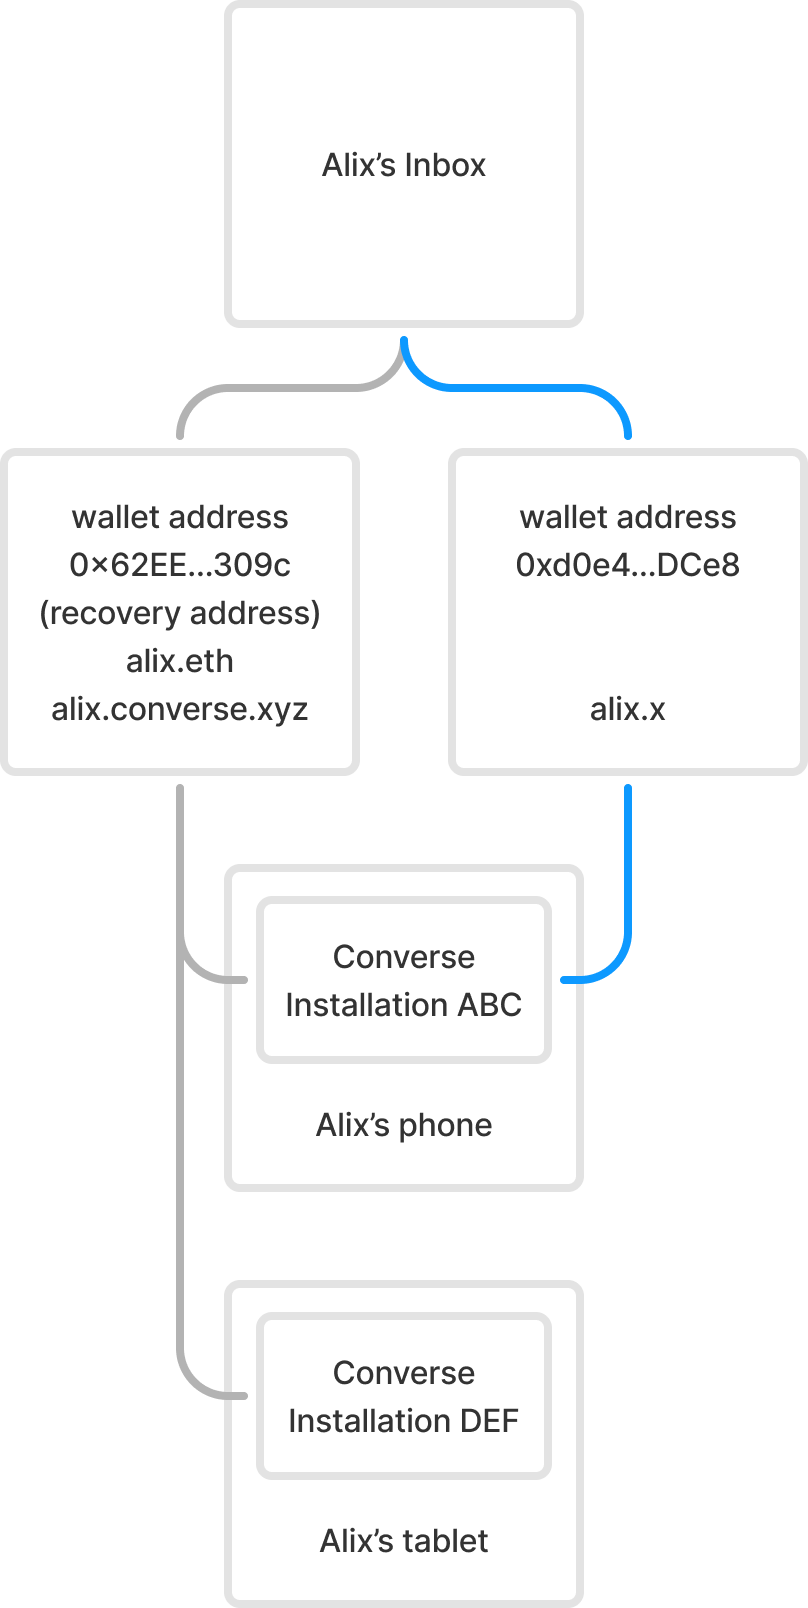 Alix’s Inbox
wallet address
0×62EE...309c
(recovery address)
alix.eth
alix.converse.xyz
wallet address
0xd0e4...DCe8
alix.x
Converse
Installation ABC
Alix’s phone
Converse
Installation DEF
Alix’s tablet